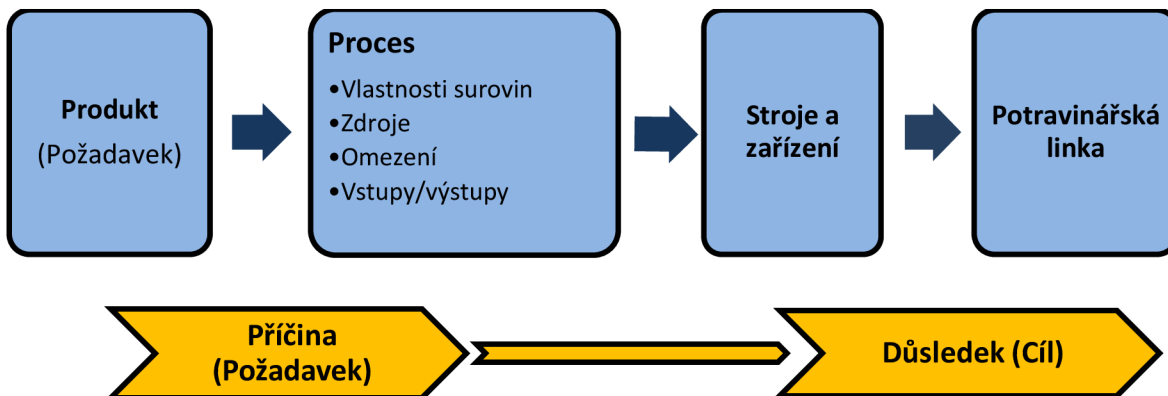 Produkt
(Požadavek)
Proces
•Vlastnosti surovin
•Zdroje
•Omezení
•Vstupy/výstupy
Stroje a
zařízení
Potravinářská
linka
Příčina
(Požadavek)
Důsledek (Cíl)